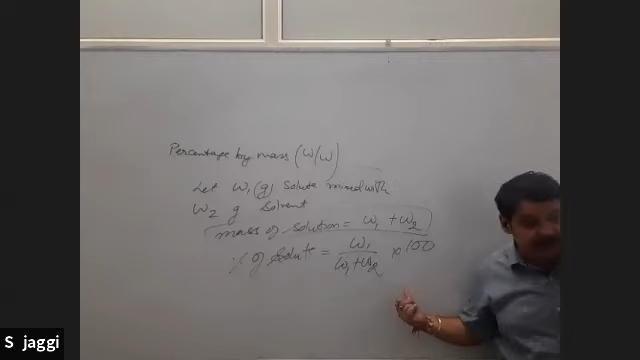 Percentage by mass (W/W)
Let W₁(g) solute mixed with
W₂ g solvent
mass of solution = W₁ + W₂
% of solute = W₁/W₁+W₂ × 100
S jaggi